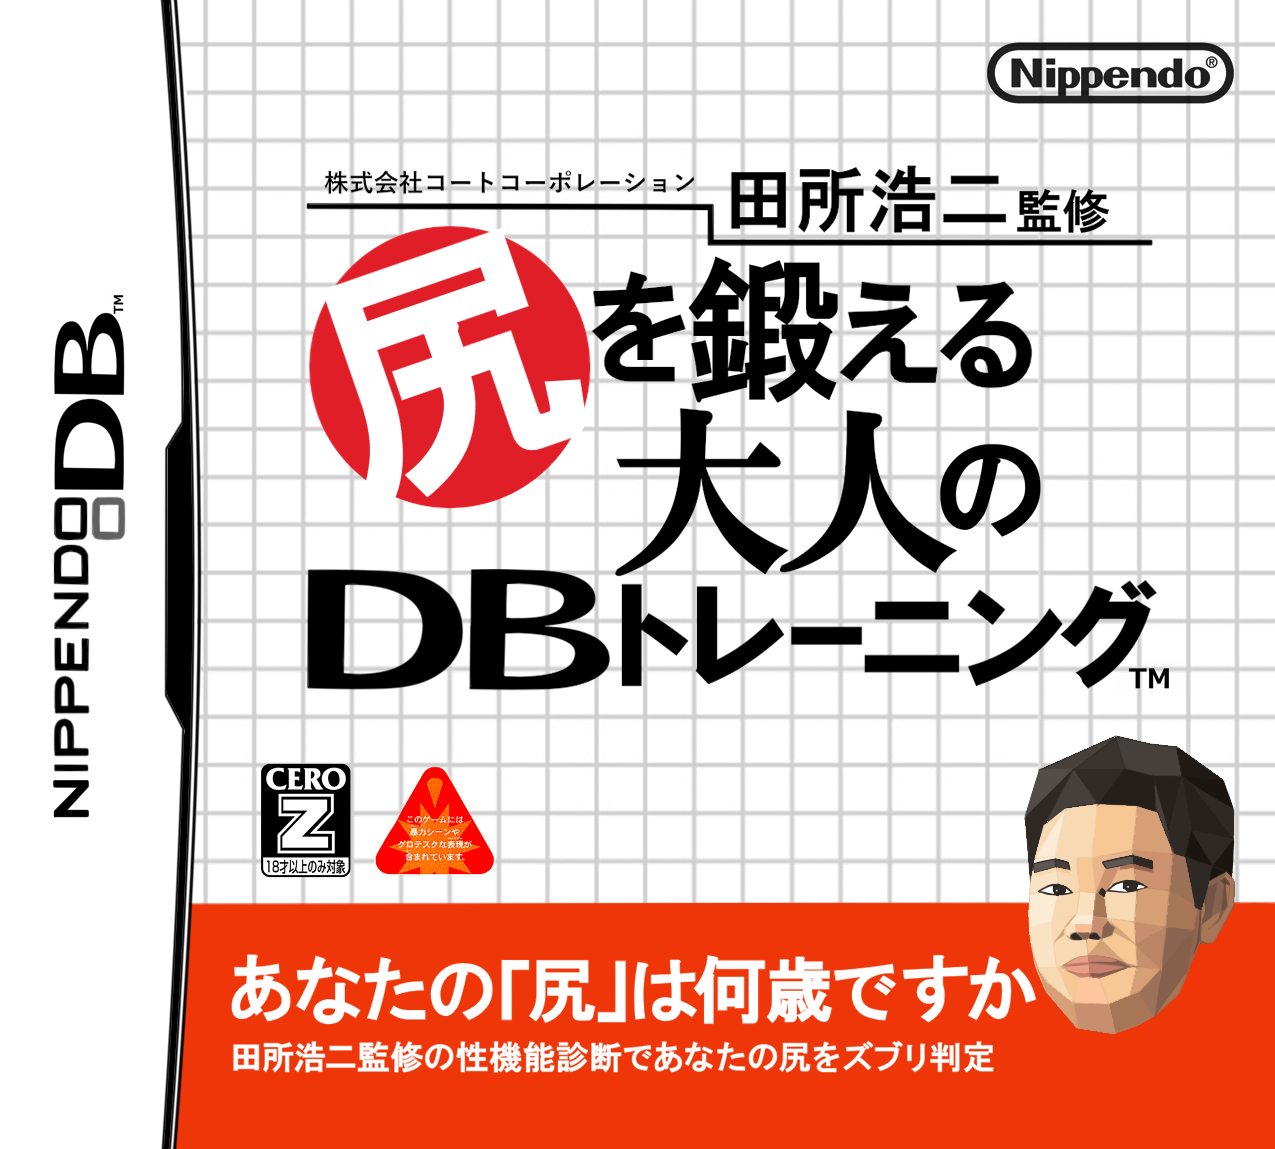 Nippendo®
株式会社コートコーポレーション
田所浩二監修
尻を鍛える
大人の
DBトレーニング™
NIPPENDO DB™
CERO
Z
18才以上のみ対象
このゲームには
暴力シーンや
グロテスクな表現が
含まれています。
あなたの「尻」は何歳ですか
田所浩二監修の性機能診断であなたの尻をズブリ判定